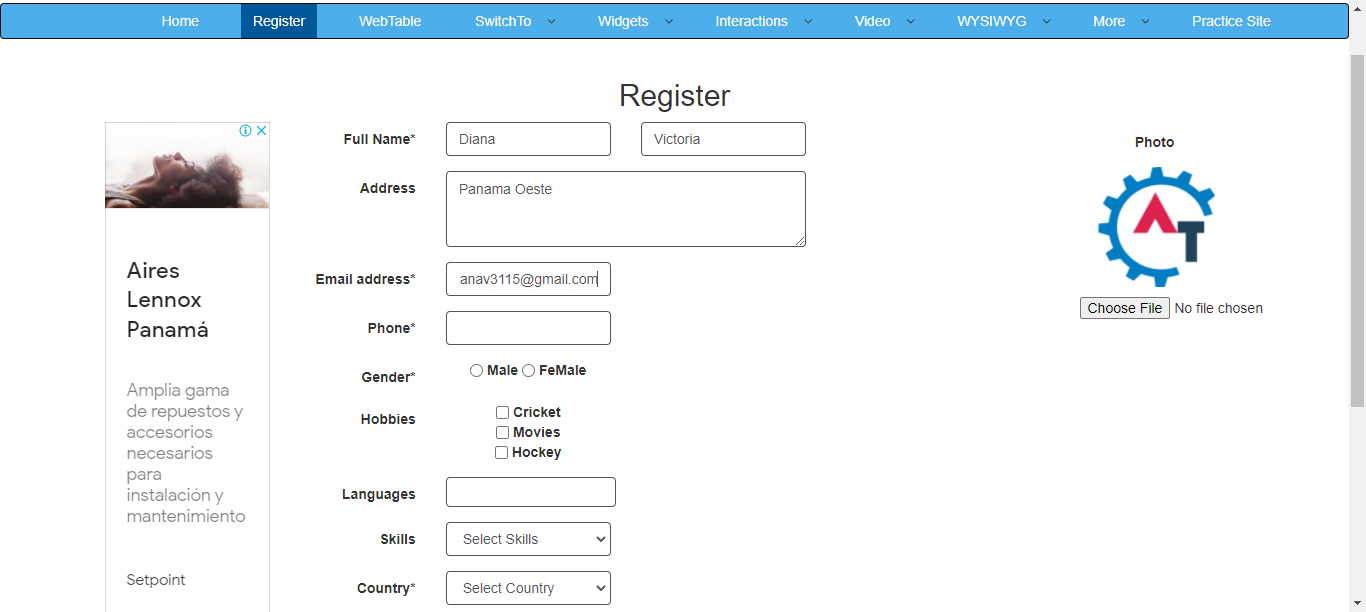 Home Register WebTable SwitchTo Widgets Interactions Video WYSIWYG More Practice Site
Register
Full Name* Diana Victoria
Address Panama Oeste
Email address* anav3115@gmail.com
Phone*
Gender* Male FeMale
Hobbies Cricket
Movies
Hockey
Languages
Skills Select Skills
Country* Select Country
Photo
AT
Choose File No file chosen
Aires
Lennox
Panamá
Amplia gama
de repuestos y
accesorios
necesarios
para
instalación y
mantenimiento
Setpoint